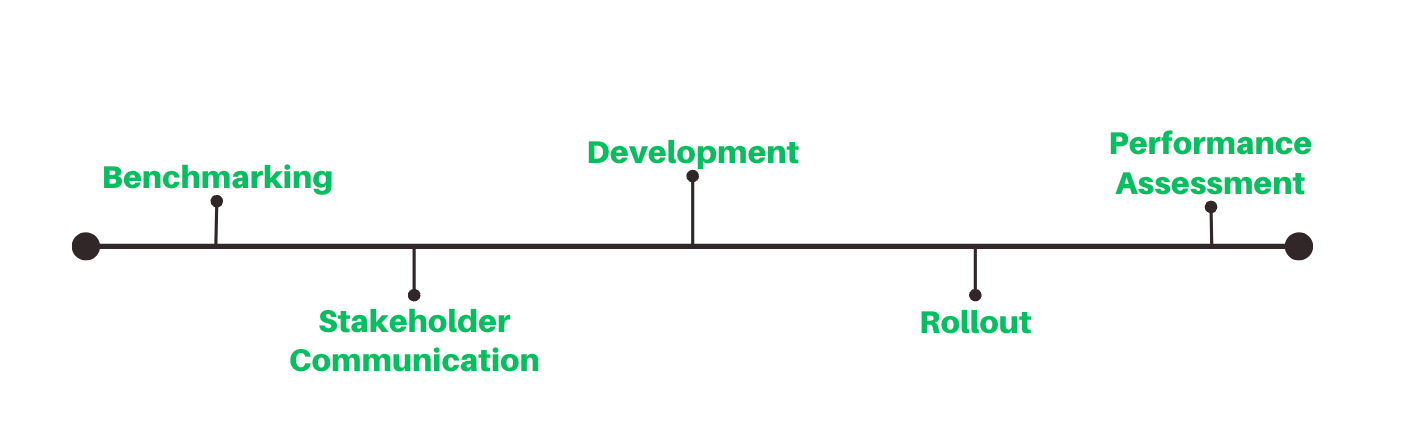 Benchmarking
Stakeholder
Communication
Development
Rollout
Performance
Assessment